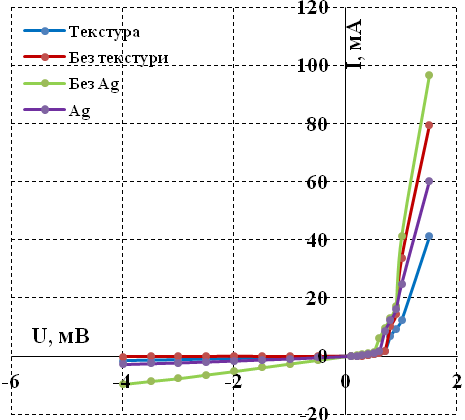 120
Текстура
Без текстури
Без Ag
Ag
I, мА
100
80
60
40
20
U, мВ
0
-6
-4
-2
0
2
-20